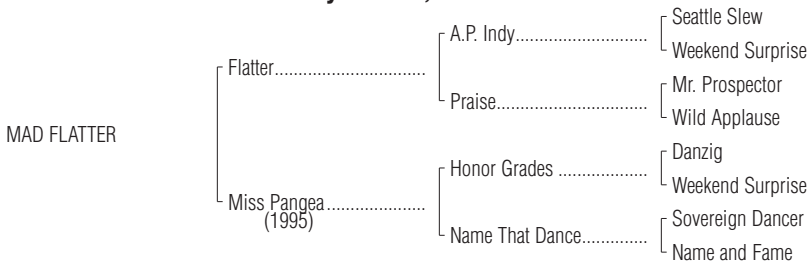 Seattle Slew
A.P. Indy............................
Weekend Surprise
Flatter................................
Mr. Prospector
Praise................................
Wild Applause
MAD FLATTER
Danzig
Honor Grades ...................
Weekend Surprise
Miss Pangea.....................
(1995)
Sovereign Dancer
Name That Dance..............
Name and Fame